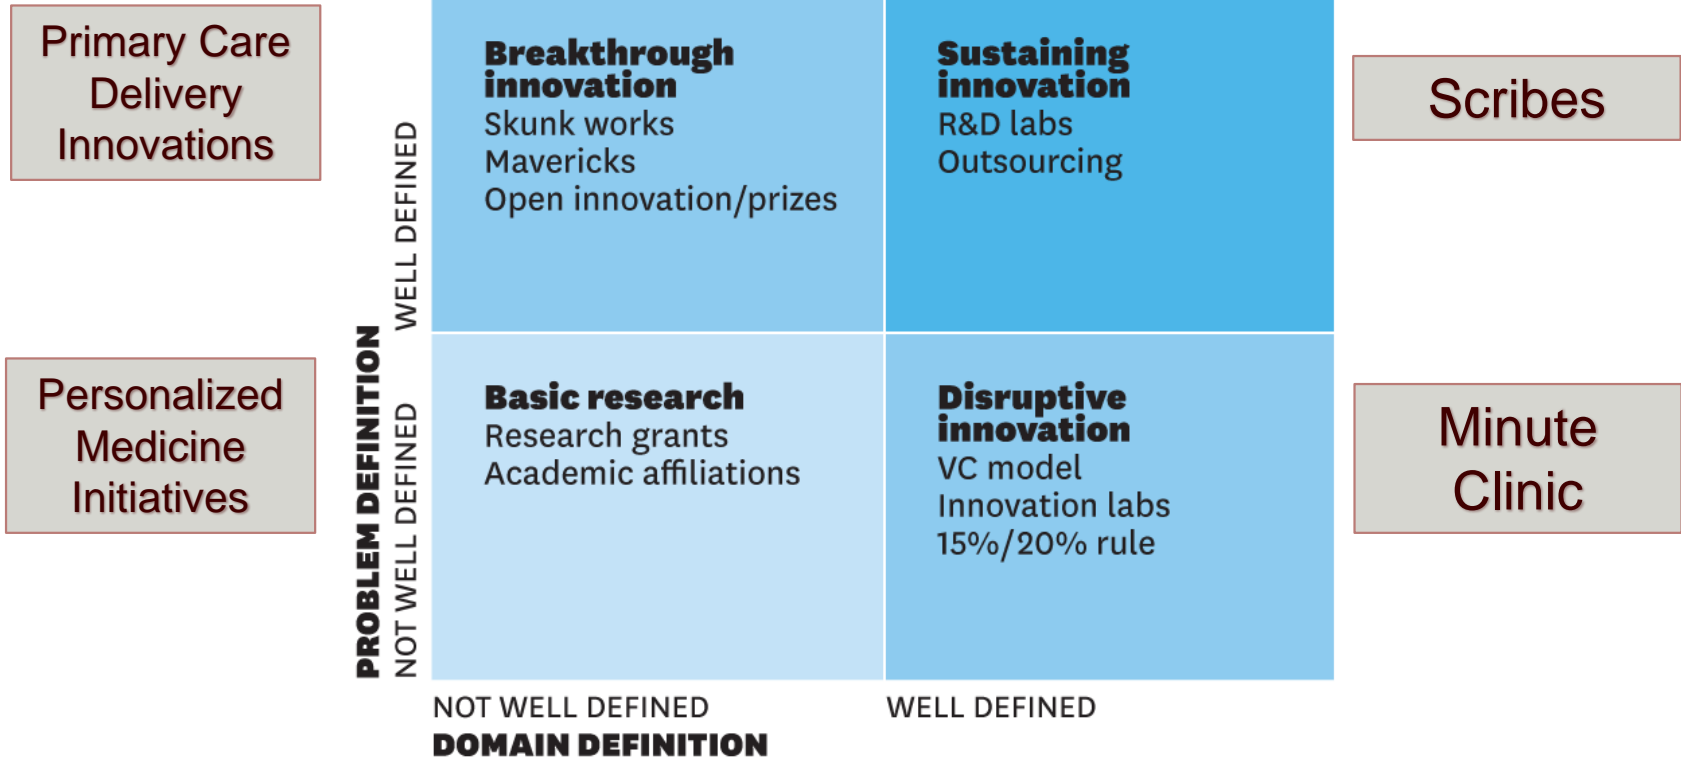 Primary Care
Delivery
Innovations
Breakthrough
innovation
Skunk works
Mavericks
Open innovation/prizes
Sustaining
innovation
R&D labs
Outsourcing
Scribes
WELL DEFINED
PROBLEM DEFINITION
NOT WELL DEFINED
Personalized
Medicine
Initiatives
Basic research
Research grants
Academic affiliations
Disruptive
innovation
VC model
Innovation labs
15%/20% rule
Minute
Clinic
NOT WELL DEFINED
WELL DEFINED
DOMAIN DEFINITION